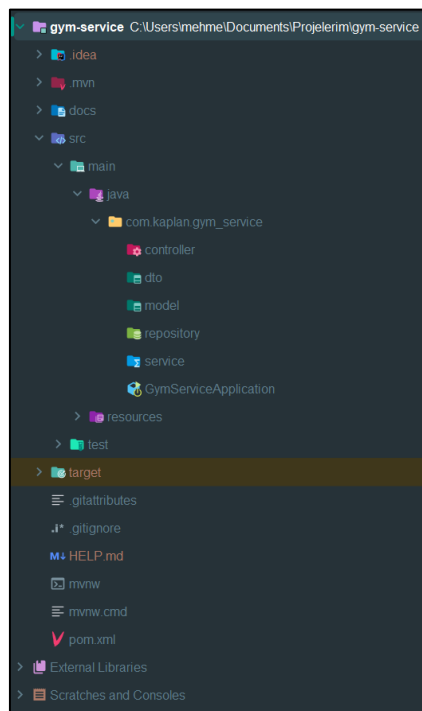 gym-service C:\Users\mehme\Documents\Projelerim\gym-service
.idea
.mvn
docs
src
main
java
com.kaplan.gym_service
controller
dto
model
repository
service
GymServiceApplication
resources
test
target
.gitattributes
.i* .gitignore
M↓ HELP.md
mvnw
mvnw.cmd
pom.xml
External Libraries
Scratches and Consoles